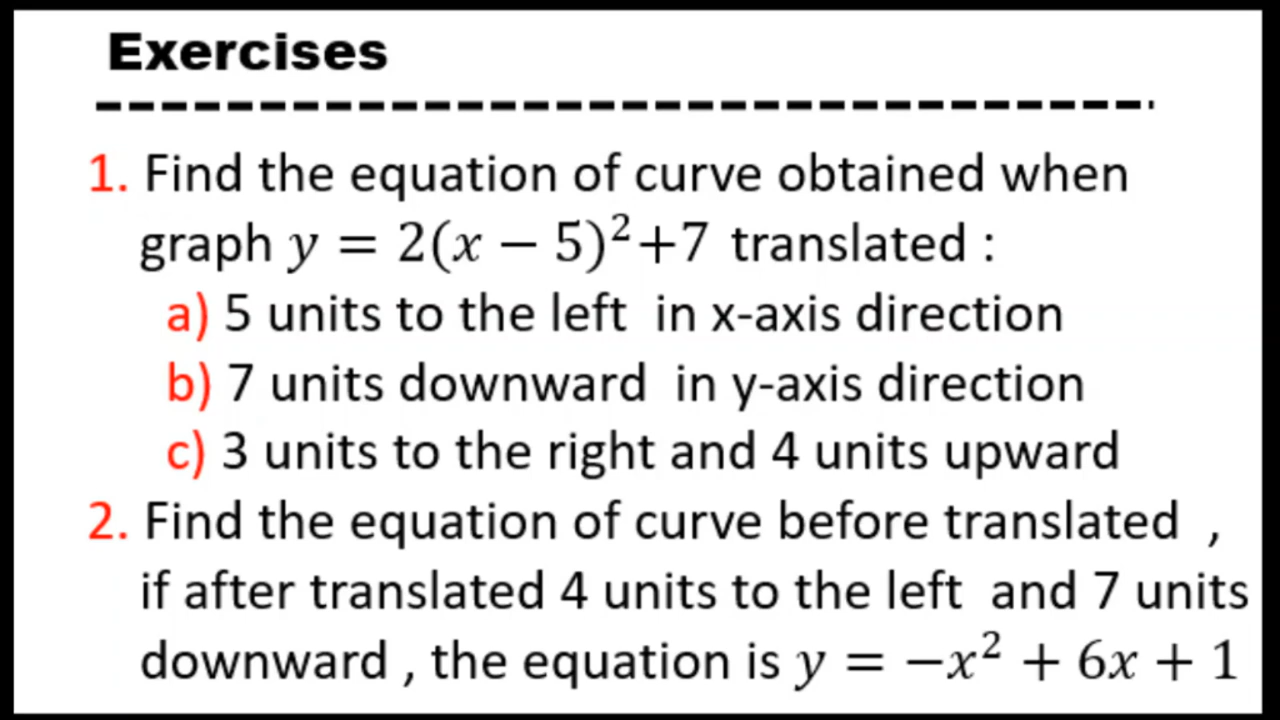 Exercises
1. Find the equation of curve obtained when
graph y = 2(x − 5)²+7 translated :
a) 5 units to the left in x-axis direction
b) 7 units downward in y-axis direction
c) 3 units to the right and 4 units upward
2. Find the equation of curve before translated ,
if after translated 4 units to the left and 7 units
downward , the equation is y = −x² + 6x + 1